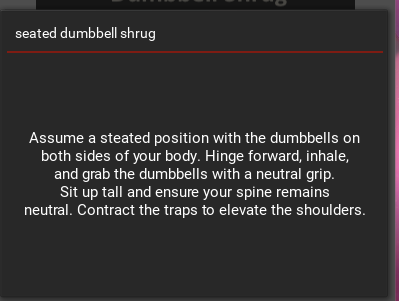 Dumbbell Shrug
seated dumbbell shrug
Assume a steated position with the dumbbells on
both sides of your body. Hinge forward, inhale,
and grab the dumbbells with a neutral grip.
Sit up tall and ensure your spine remains
neutral. Contract the traps to elevate the shoulders.